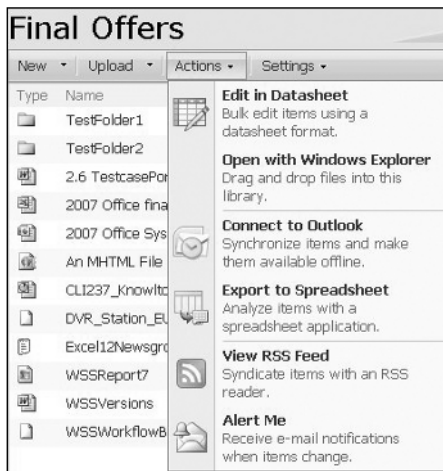 Final Offers
New Upload Actions Settings
Type Name
TestFolder1
TestFolder2
2.6 TestcasePor
2007 Office fina
2007 Office Sys
An MHTML File
CLI237_Knowltc
DVR_Station_EU
Excel12Newsgro
WSSReport7
WSSVersions
WSSWorkflowB
Edit in Datasheet
Bulk edit items using a
datasheet format.
Open with Windows Explorer
Drag and drop files into this
library.
Connect to Outlook
Synchronize items and make
them available offline.
Export to Spreadsheet
Analyze items with a
spreadsheet application.
View RSS Feed
Syndicate items with an RSS
reader.
Alert Me
Receive e-mail notifications
when items change.